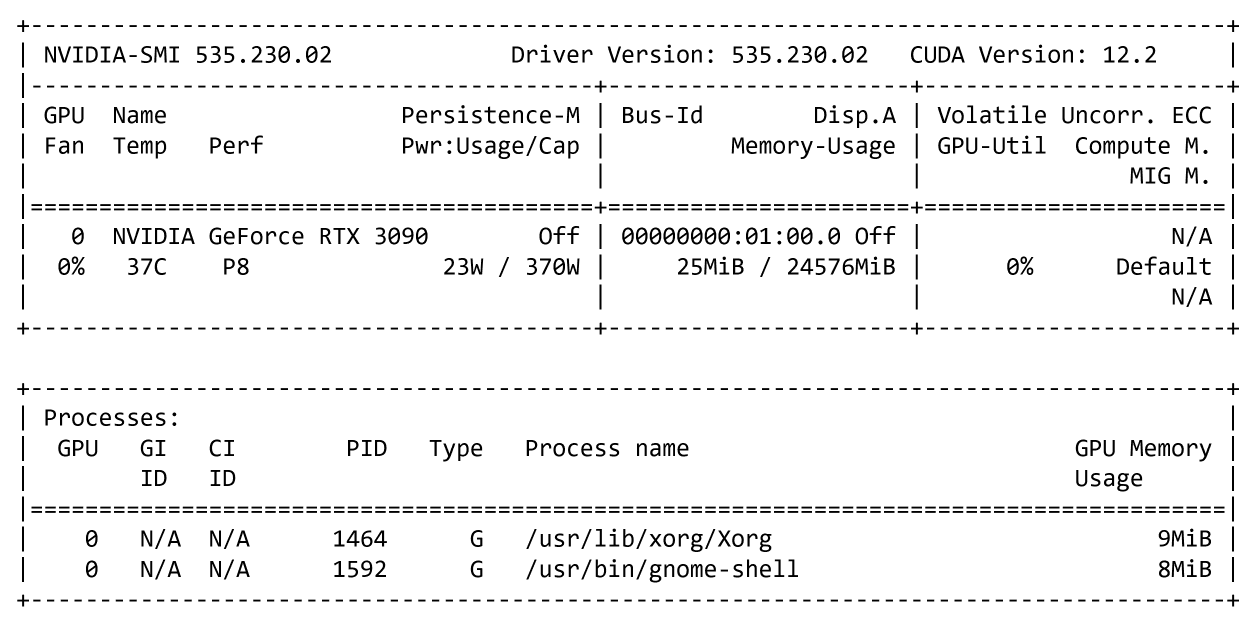 +---------------------------------------------------------------------------------------+
| NVIDIA-SMI 535.230.02             Driver Version: 535.230.02   CUDA Version: 12.2     |
|-----------------------------------------+----------------------+----------------------+
| GPU  Name                 Persistence-M | Bus-Id        Disp.A | Volatile Uncorr. ECC |
| Fan  Temp   Perf          Pwr:Usage/Cap |         Memory-Usage | GPU-Util  Compute M. |
|                                         |                      |               MIG M. |
|=========================================+======================+======================|
|   0  NVIDIA GeForce RTX 3090        Off | 00000000:01:00.0 Off |                  N/A |
|  0%   37C    P8              23W / 370W |     25MiB / 24576MiB |      0%      Default |
|                                         |                      |                  N/A |
+-----------------------------------------+----------------------+----------------------+

+---------------------------------------------------------------------------------------+
| Processes:                                                                            |
|  GPU   GI   CI        PID   Type   Process name                            GPU Memory |
|        ID   ID                                                             Usage      |
|=======================================================================================|
|    0   N/A  N/A      1464      G   /usr/lib/xorg/Xorg                            9MiB |
|    0   N/A  N/A      1592      G   /usr/bin/gnome-shell                          8MiB |
+---------------------------------------------------------------------------------------+